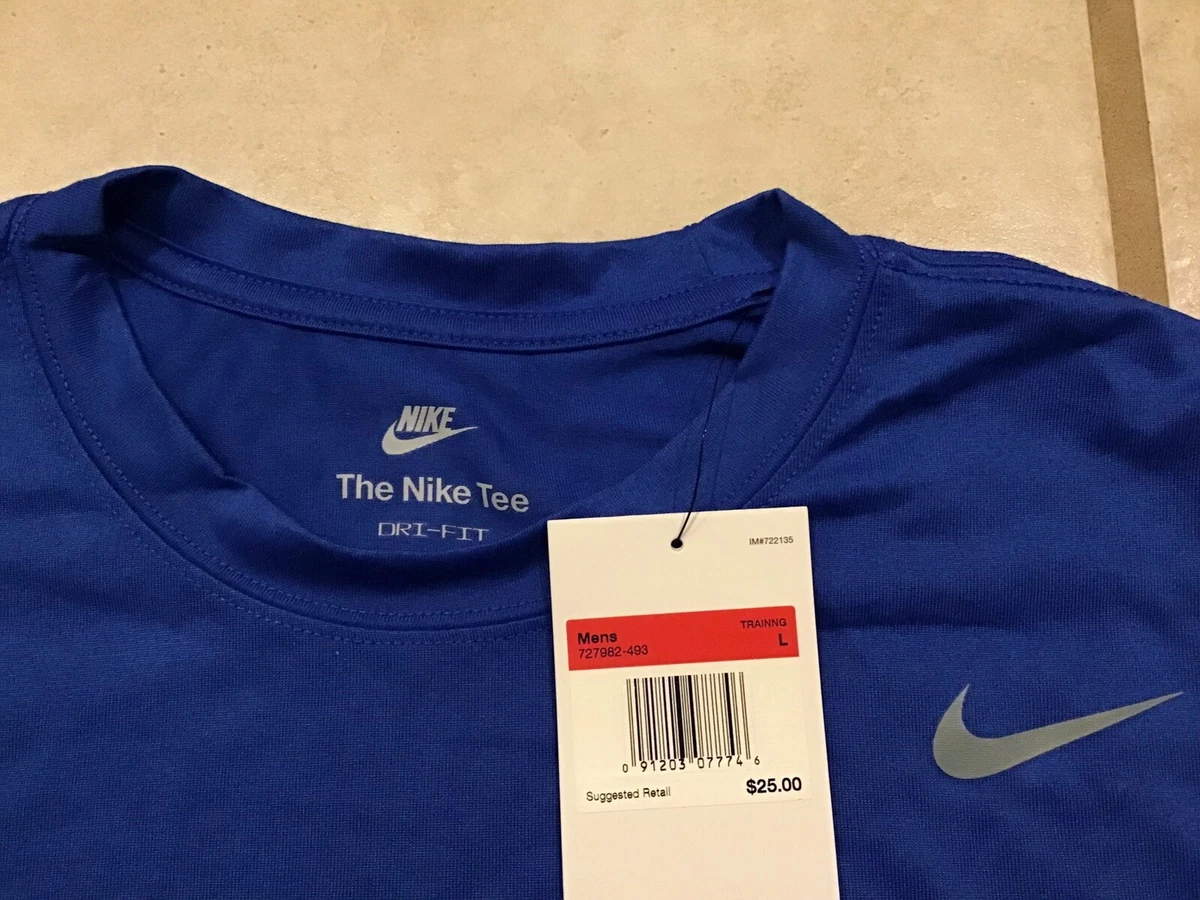 NIKE
The Nike Tee
DRI-FIT
IM#722135
Mens
TRAINNG
727982-493
L
0 91203 07774 6
Suggested Retail
$25.00